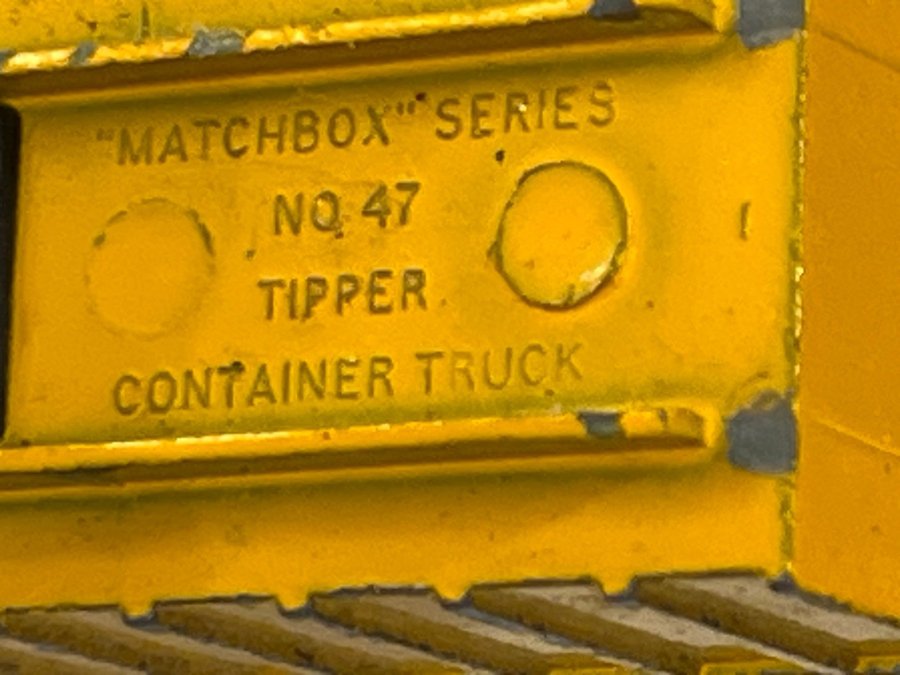 "MATCHBOX" SERIES
NO. 47
TIPPER
CONTAINER TRUCK